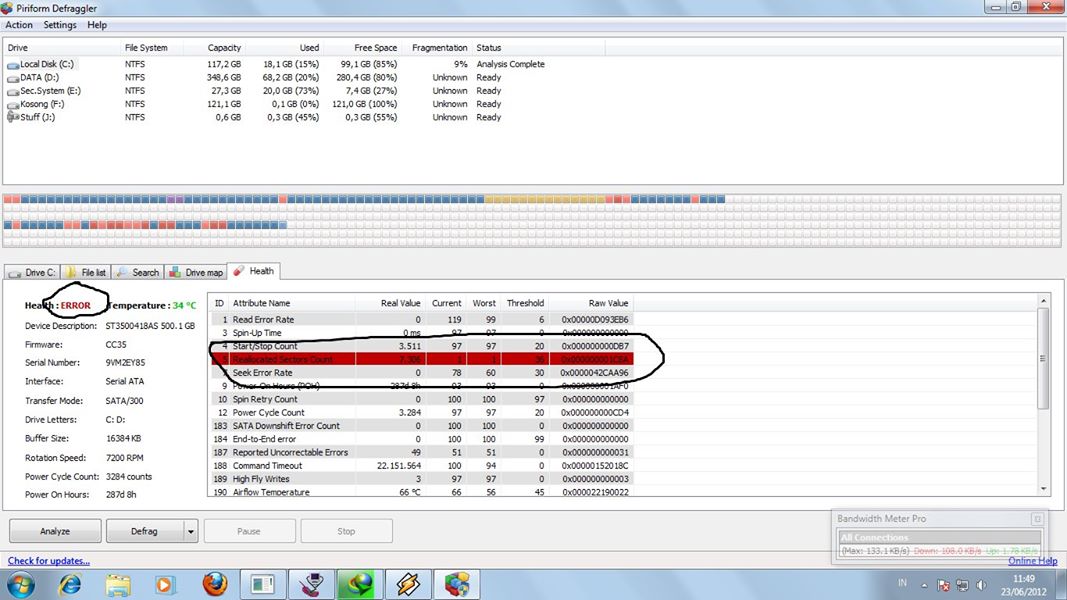 Piriform Defraggler
Action Settings Help
Drive File System Capacity Used Free Space Fragmentation Status
Local Disk (C:) NTFS 117,2 GB 18,1 GB (15%) 99,1 GB (85%) 9% Analysis Complete
DATA (D:) NTFS 348,6 GB 68,2 GB (20%) 280,4 GB (80%) Unknown Ready
Sec.System (E:) NTFS 27,3 GB 20,0 GB (73%) 7,4 GB (27%) Unknown Ready
Kosong (F:) NTFS 121,1 GB 0,1 GB (0%) 121,0 GB (100%) Unknown Ready
Stuff (J:) NTFS 0,6 GB 0,3 GB (45%) 0,3 GB (55%) Unknown Ready
Drive C: File list Search Drive map Health
Health : ERROR Temperature : 34 °C
Device Description: ST3500418AS 500.1 GB
Firmware: CC35
Serial Number: 9VM2EY85
Interface: Serial ATA
Transfer Mode: SATA/300
Drive Letters: C: D:
Buffer Size: 16384 KB
Rotation Speed: 7200 RPM
Power Cycle Count: 3284 counts
Power On Hours: 287d 8h
ID Attribute Name Real Value Current Worst Threshold Raw Value
1 Read Error Rate 0 119 99 6 0x00000D093EB6
3 Spin-Up Time 0 ms 97 97 0 0x000000000000
4 Start/Stop Count 3.511 97 97 20 0x000000000DB7
5 Reallocated Sectors Count 7.306 1 1 36 0x000000001C8A
7 Seek Error Rate 0 78 60 30 0x0000042CAA96
9 Power-On Hours (POH) 287d 8h 93 93 0 0x000000001AF0
10 Spin Retry Count 0 100 100 97 0x000000000000
12 Power Cycle Count 3.284 97 97 20 0x000000000CD4
183 SATA Downshift Error Count 0 100 100 0 0x000000000000
184 End-to-End error 0 100 100 99 0x000000000000
187 Reported Uncorrectable Errors 49 51 51 0 0x000000000031
188 Command Timeout 22.151.564 100 94 0 0x00000152018C
189 High Fly Writes 3 97 97 0 0x000000000003
190 Airflow Temperature 66 °C 66 56 45 0x000022190022
Analyze Defrag Pause Stop
Bandwidth Meter Pro
All Connections
(Max: 133.1 KB/s) Down: 108.0 KB/s Up: 1.78 KB/s
Check for updates... Online Help
IN 11:49
23/06/2012